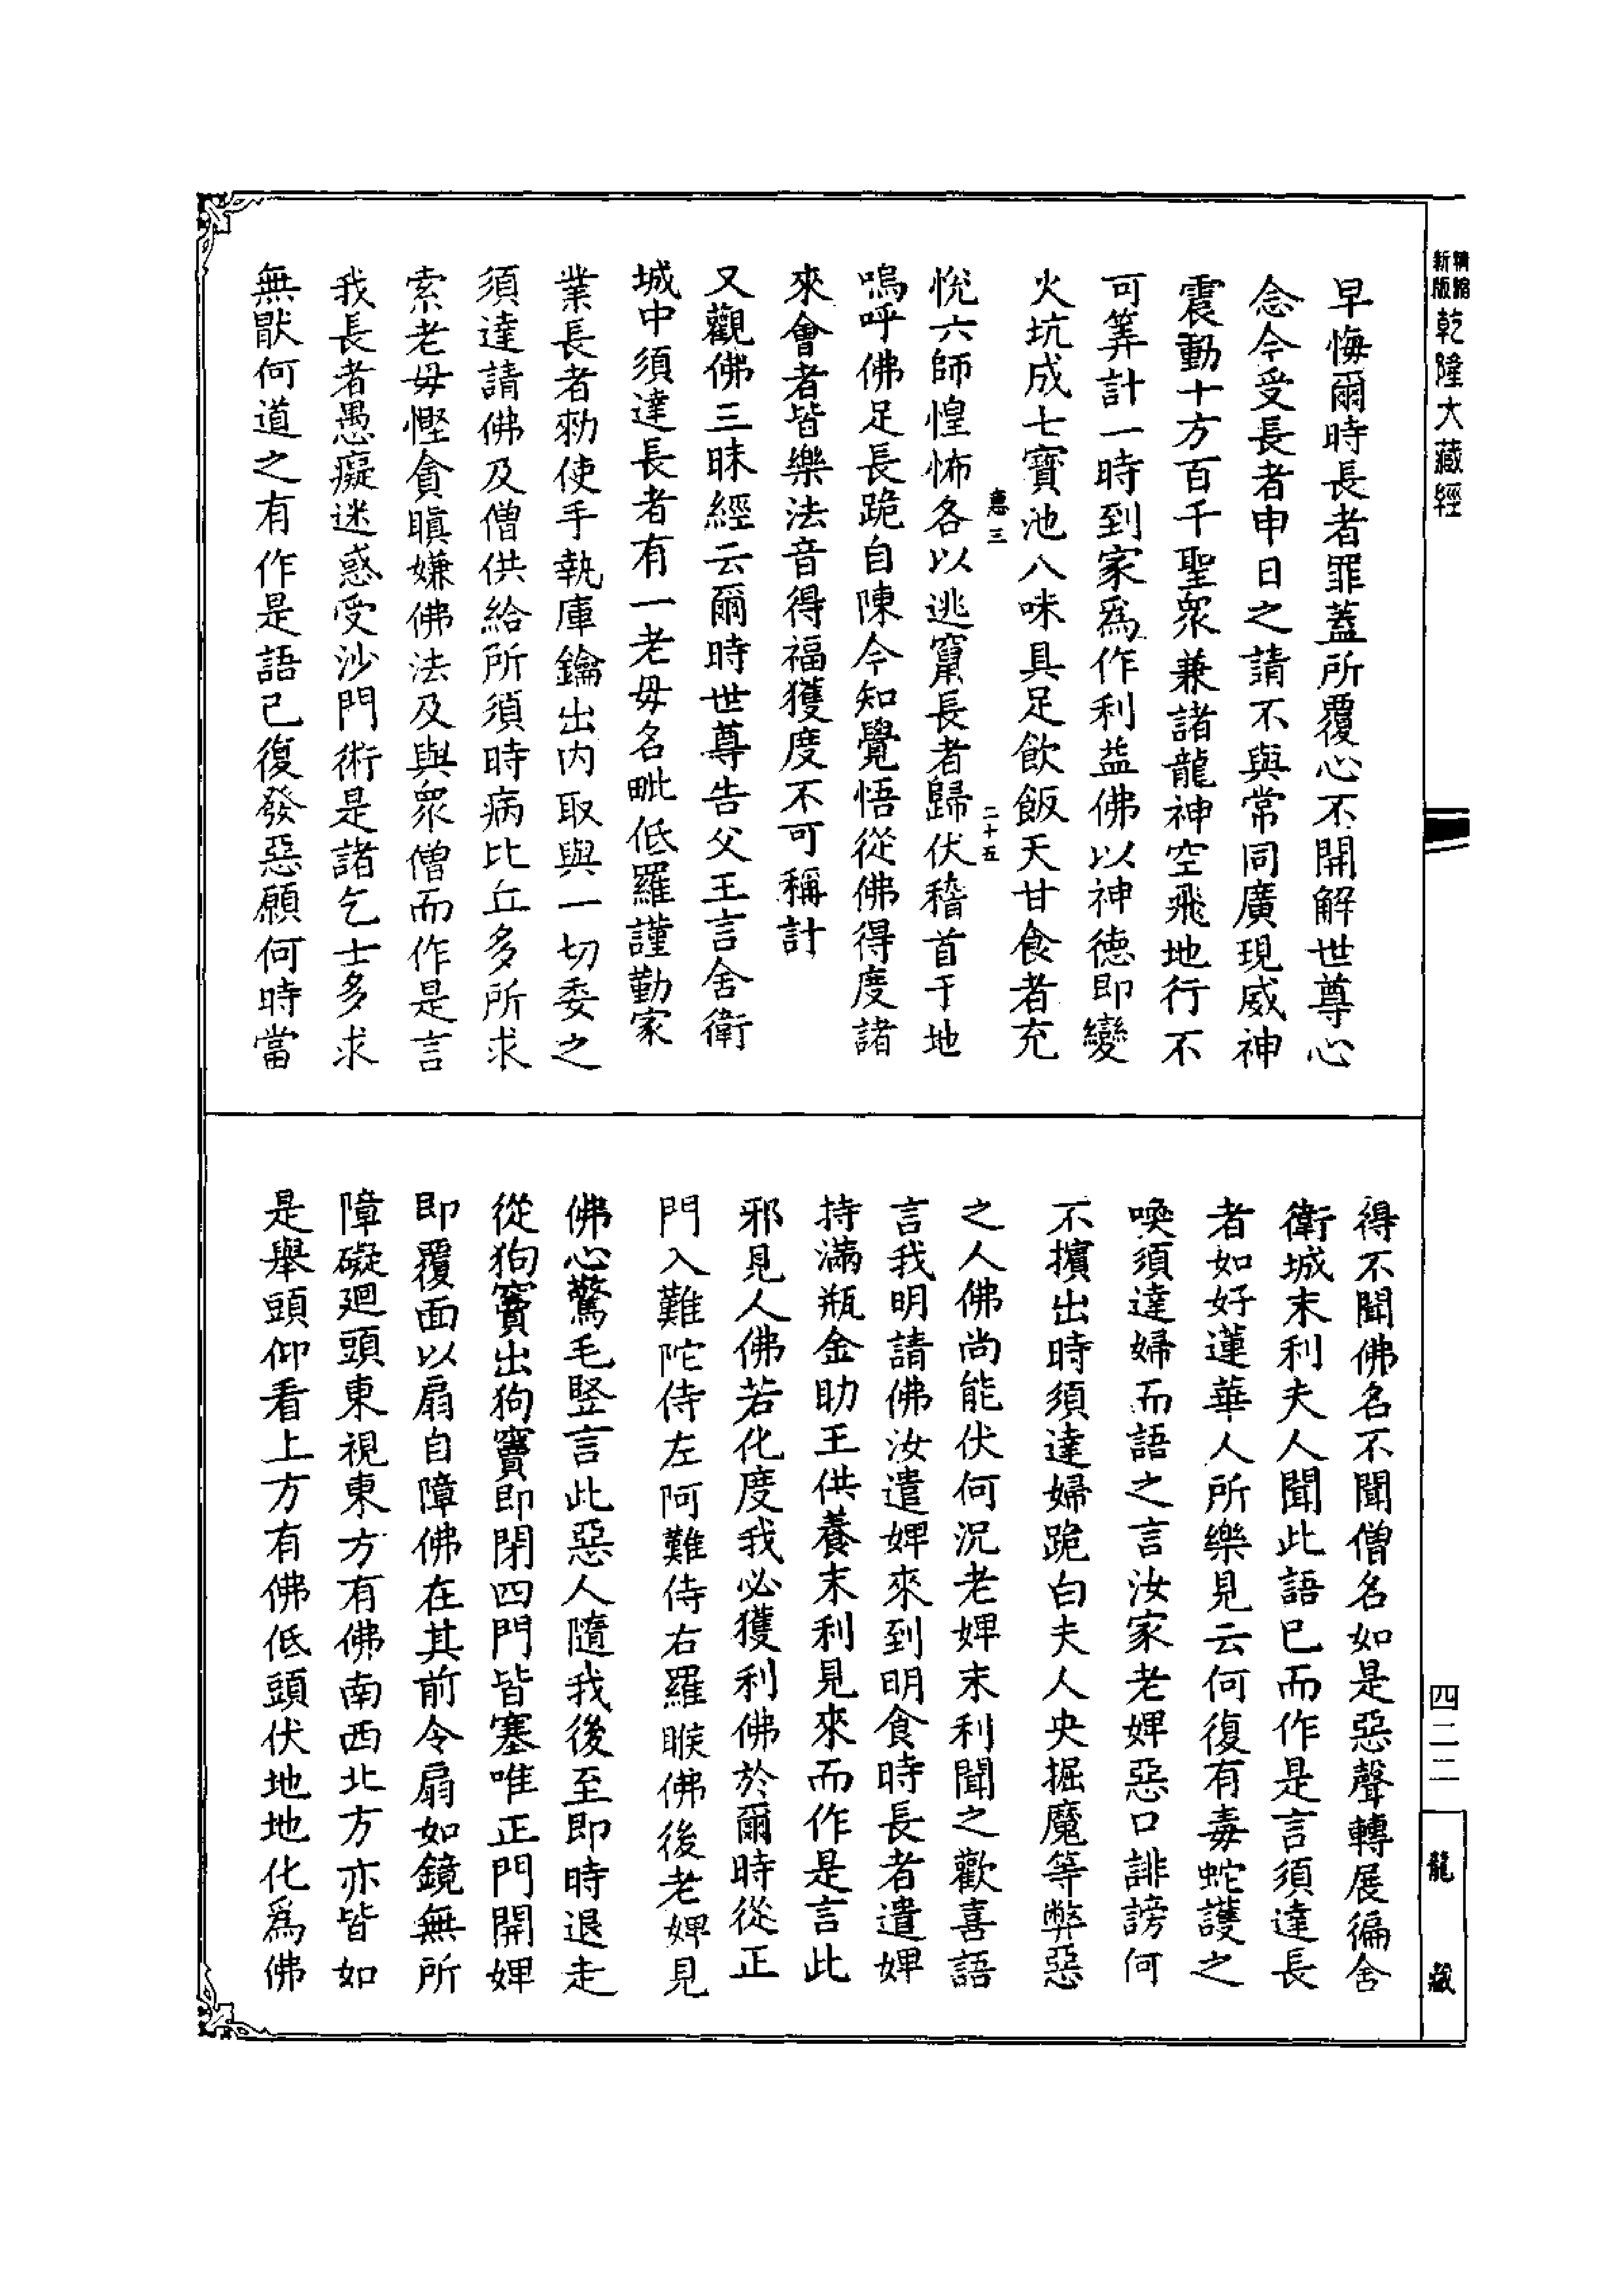 精縮新版乾隆大藏經
早悔爾時長者罪蓋所覆心不開解世尊心
念今受長者申日之請不與常同廣現威神
震動十方百千聖眾兼諸龍神空飛地行不
可筭計一時到家為作利益佛以神德即變
火坑成七寶池八味具足飲飯天甘食者充
悳三 二十五
悅六師惶怖各以逃竄長者歸伏稽首于地
嗚呼佛足長跪自陳今知覺悟從佛得度諸
來會者皆樂法音得福獲度不可稱計
又觀佛三昧經云爾時世尊告父王言舍衛
城中須達長者有一老母名毗低羅謹勤家
業長者勑使手執庫鑰出內取與一切委之
須達請佛及僧供給所須時病比丘多所求
索老母慳貪瞋嫌佛法及與眾僧而作是言
我長者愚癡迷惑受沙門術是諸乞士多求
無猒何道之有作是語已復發惡願何時當
得不聞佛名不聞僧名如是惡聲轉展徧舍
衛城末利夫人聞此語已而作是言須達長
者如好蓮華人所樂見云何復有毒蛇護之
喚須達婦而語之言汝家老婢惡口誹謗何
不擯出時須達婦跪白夫人央掘魔等弊惡
之人佛尚能伏何況老婢末利聞之歡喜語
言我明請佛汝遣婢來到明食時長者遣婢
持滿瓶金助王供養末利見來而作是言此
邪見人佛若化度我必獲利佛於爾時從正
門入難陀侍左阿難侍右羅睺佛後老婢見
佛心驚毛竪言此惡人隨我後至即時退走
從狗竇出狗竇即閉四門皆塞唯正門開婢
即覆面以扇自障佛在其前令扇如鏡無所
障礙廻頭東視東方有佛南西北方亦皆如
是舉頭仰看上方有佛低頭伏地地化為佛
四二二
龍藏